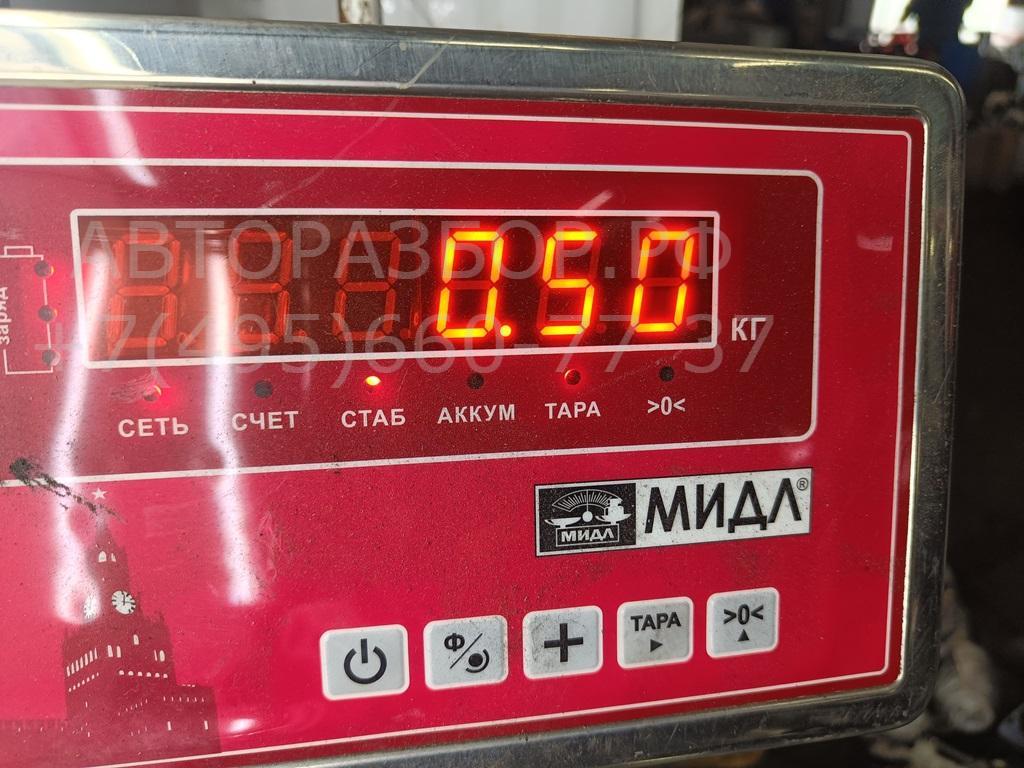 АВТОРАЗБОР.РФ
0.50
+7(495)660-77-37
КГ
заряд
СЕТЬ СЧЕТ СТАБ АККУМ ТАРА >0<
МИДЛ МИДЛ®
Ф ТАРА >0<